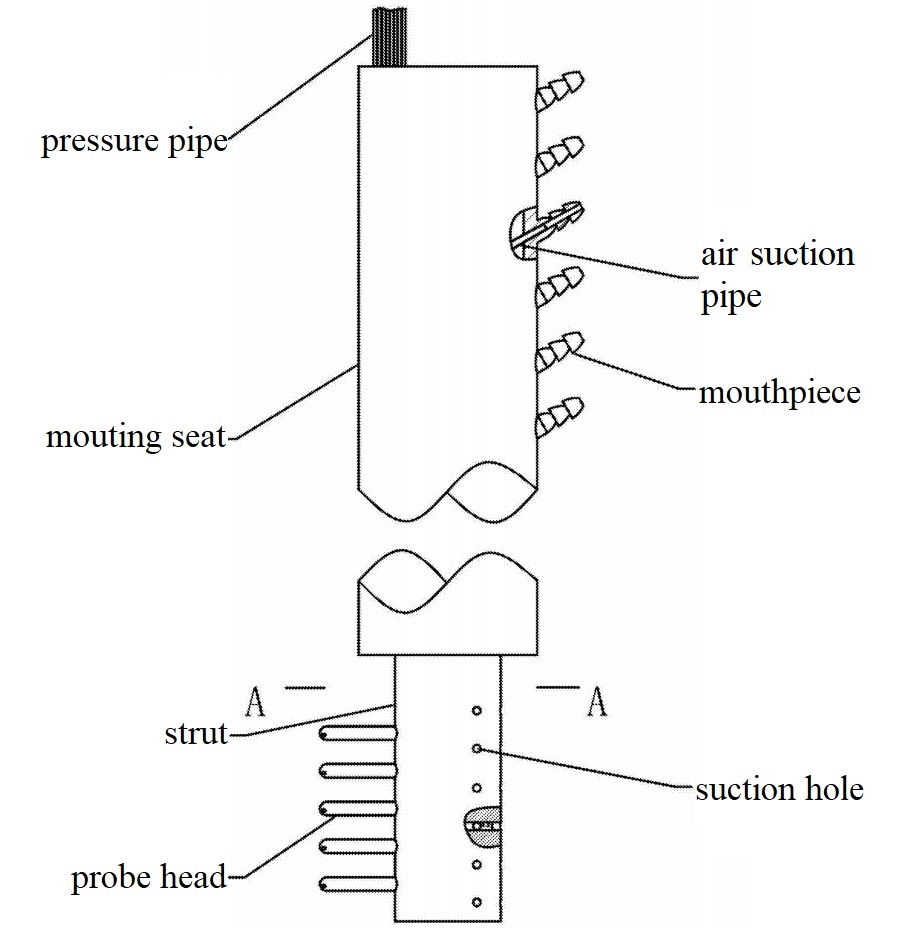 pressure pipe
air suction
pipe
mouthpiece
mouting seat
A
A
strut
suction hole
probe head